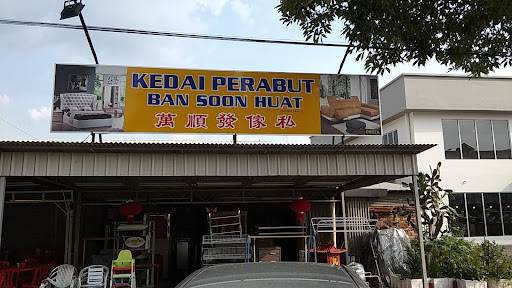 KEDAI PERABUT
BAN SOON HUAT
萬順發傢私